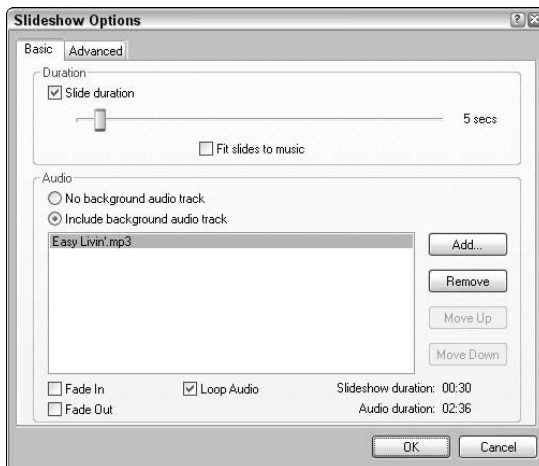 Slideshow Options
Basic Advanced
Duration
Slide duration
5 secs
Fit slides to music
Audio
No background audio track
Include background audio track
Easy Livin'.mp3
Add...
Remove
Move Up
Move Down
Fade In Loop Audio Slideshow duration: 00:30
Fade Out Audio duration: 02:36
OK Cancel